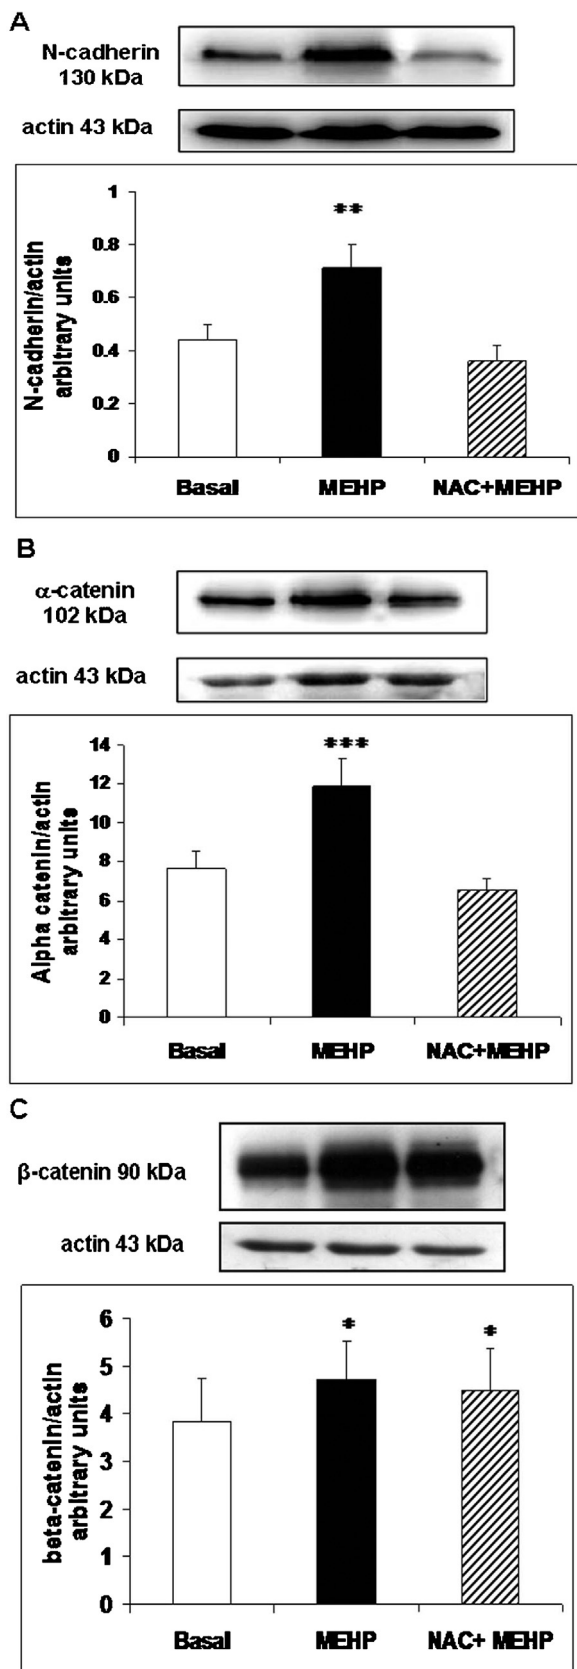 A
N-cadherin
130 kDa
actin 43 kDa
N-cadherin/actin
arbitrary units
1
0.8
0.6
0.4
0.2
0
**
Basal
MEHP
NAC+MEHP
B
α-catenin
102 kDa
actin 43 kDa
Alpha catenin/actin
arbitrary units
14
12
10
8
6
4
2
0
***
Basal
MEHP
NAC+MEHP
C
β-catenin 90 kDa
actin 43 kDa
beta-catenin/actin
arbitrary units
6
5
4
3
2
1
0
*
*
Basal
MEHP
NAC+ MEHP